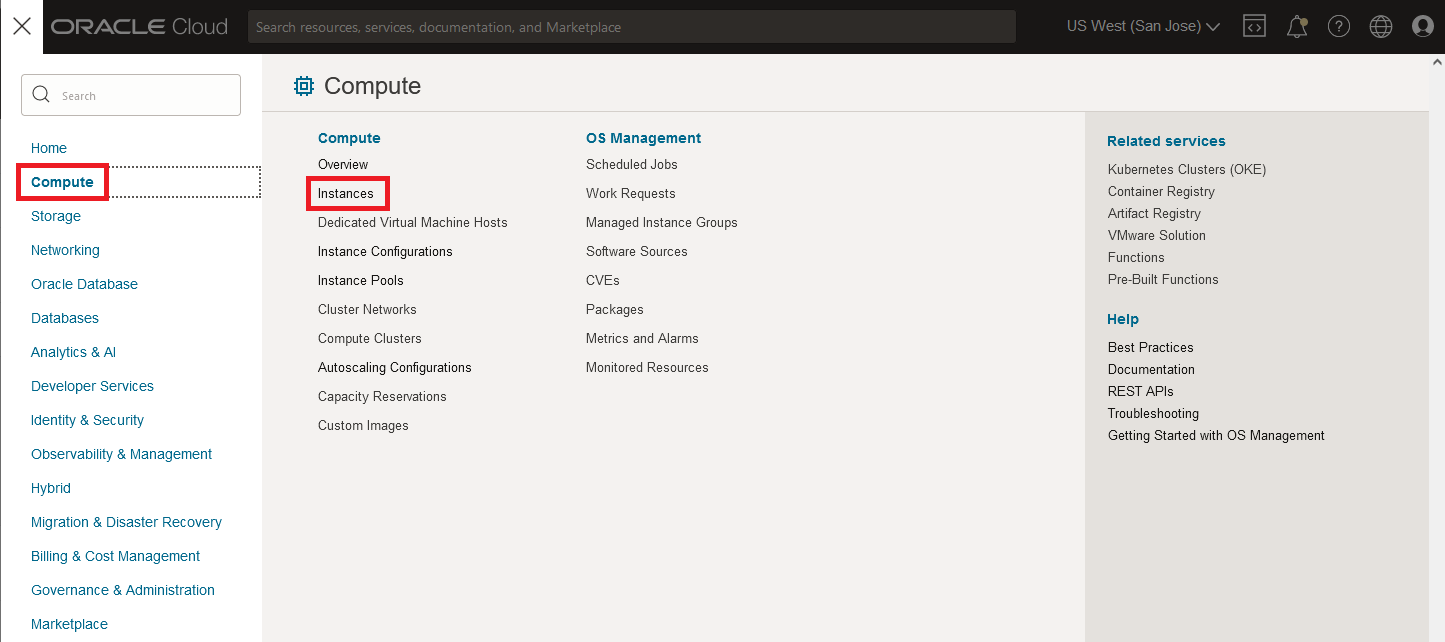 ORACLE Cloud
Search resources, services, documentation, and Marketplace
US West (San Jose)
Search
Home
Compute
Storage
Networking
Oracle Database
Databases
Analytics & AI
Developer Services
Identity & Security
Observability & Management
Hybrid
Migration & Disaster Recovery
Billing & Cost Management
Governance & Administration
Marketplace
Compute
Compute
Overview
Instances
Dedicated Virtual Machine Hosts
Instance Configurations
Instance Pools
Cluster Networks
Compute Clusters
Autoscaling Configurations
Capacity Reservations
Custom Images
OS Management
Scheduled Jobs
Work Requests
Managed Instance Groups
Software Sources
CVEs
Packages
Metrics and Alarms
Monitored Resources
Related services
Kubernetes Clusters (OKE)
Container Registry
Artifact Registry
VMware Solution
Functions
Pre-Built Functions
Help
Best Practices
Documentation
REST APIs
Troubleshooting
Getting Started with OS Management